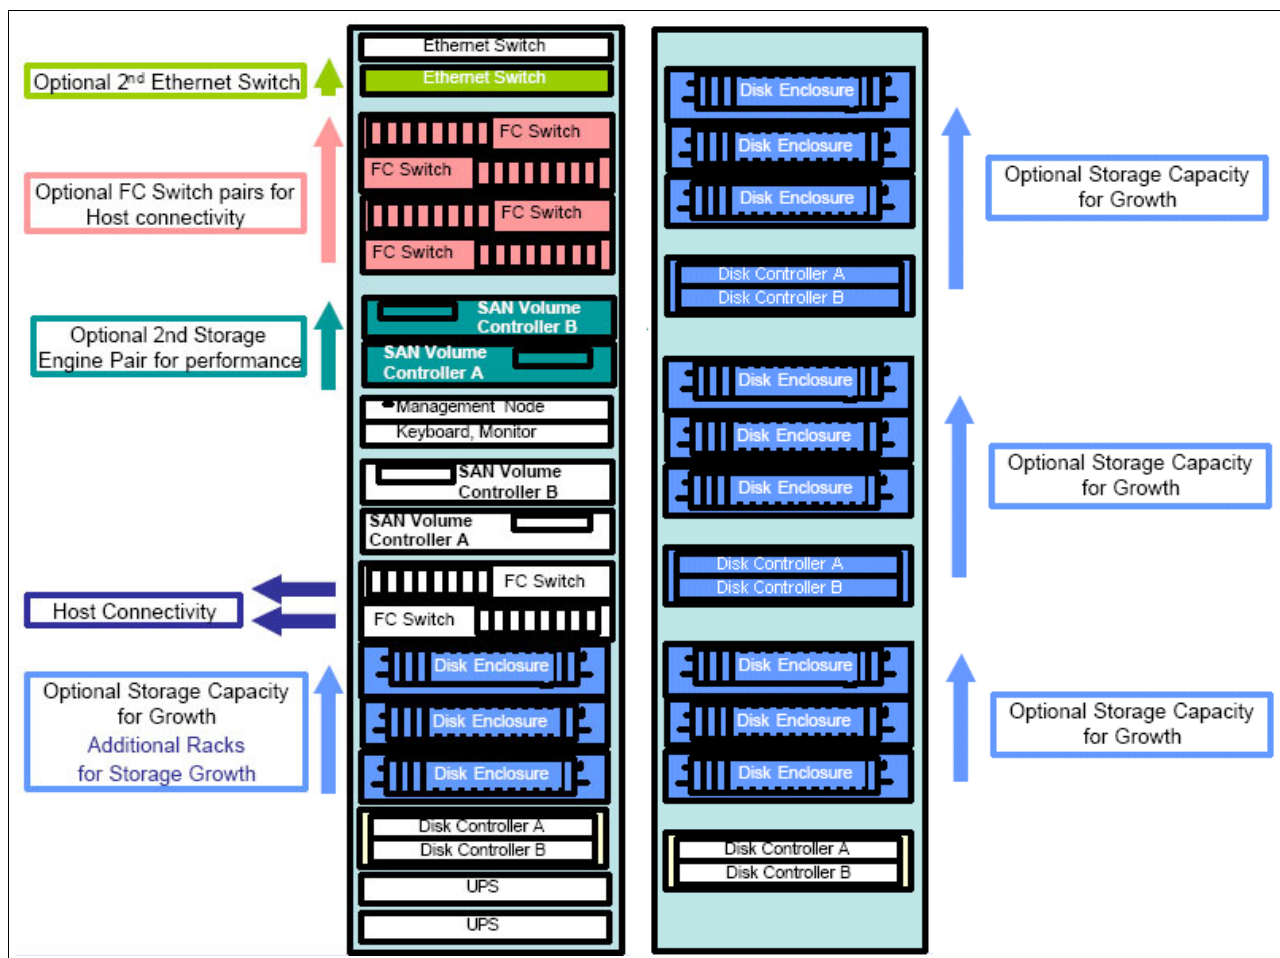 Optional 2nd Ethernet Switch
Optional FC Switch pairs for
Host connectivity
Optional 2nd Storage
Engine Pair for performance
Host Connectivity
Optional Storage Capacity
for Growth
Additional Racks
for Storage Growth
Ethernet Switch
Ethernet Switch
FC Switch
FC Switch
FC Switch
FC Switch
SAN Volume
Controller B
SAN Volume
Controller A
Management Node
Keyboard, Monitor
SAN Volume
Controller B
SAN Volume
Controller A
FC Switch
FC Switch
Disk Enclosure
Disk Enclosure
Disk Enclosure
Disk Controller A
Disk Controller B
UPS
UPS
Disk Enclosure
Disk Enclosure
Disk Enclosure
Disk Controller A
Disk Controller B
Disk Enclosure
Disk Enclosure
Disk Enclosure
Disk Controller A
Disk Controller B
Disk Enclosure
Disk Enclosure
Disk Enclosure
Disk Controller A
Disk Controller B
Optional Storage Capacity
for Growth
Optional Storage Capacity
for Growth
Optional Storage Capacity
for Growth